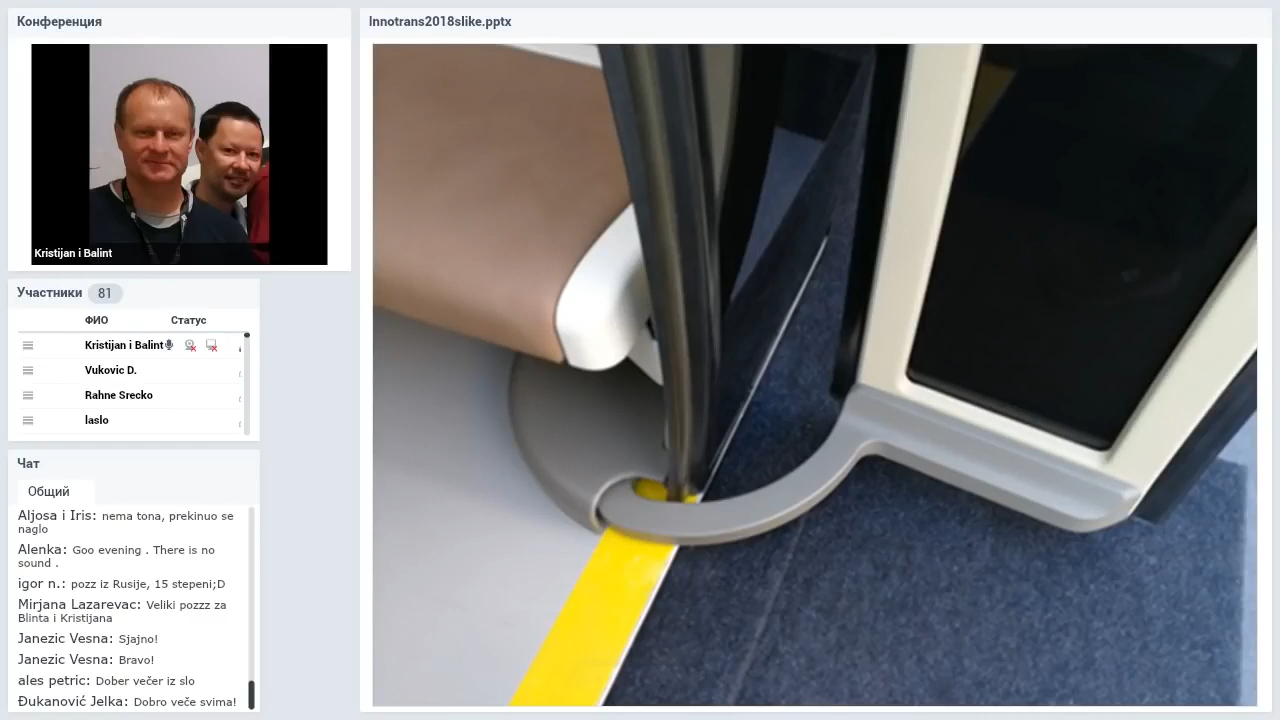 Конференция
Kristijan i Balint
Участники 81
ФИО Статус
Kristijan i Balint
Vukovic D.
Rahne Srecko
laslo
Чат
Общий
Aljosa i Iris: nema tona, prekinuo se
naglo
Alenka: Goo evening . There is no
sound .
igor n.: pozz iz Rusije, 15 stepeni;D
Mirjana Lazarevac: Veliki pozzz za
Blinta i Kristijana
Janezic Vesna: Sjajno!
Janezic Vesna: Bravo!
ales petric: Dober večer iz slo
Đukanović Jelka: Dobro veče svima!
Innotrans2018slike.pptx